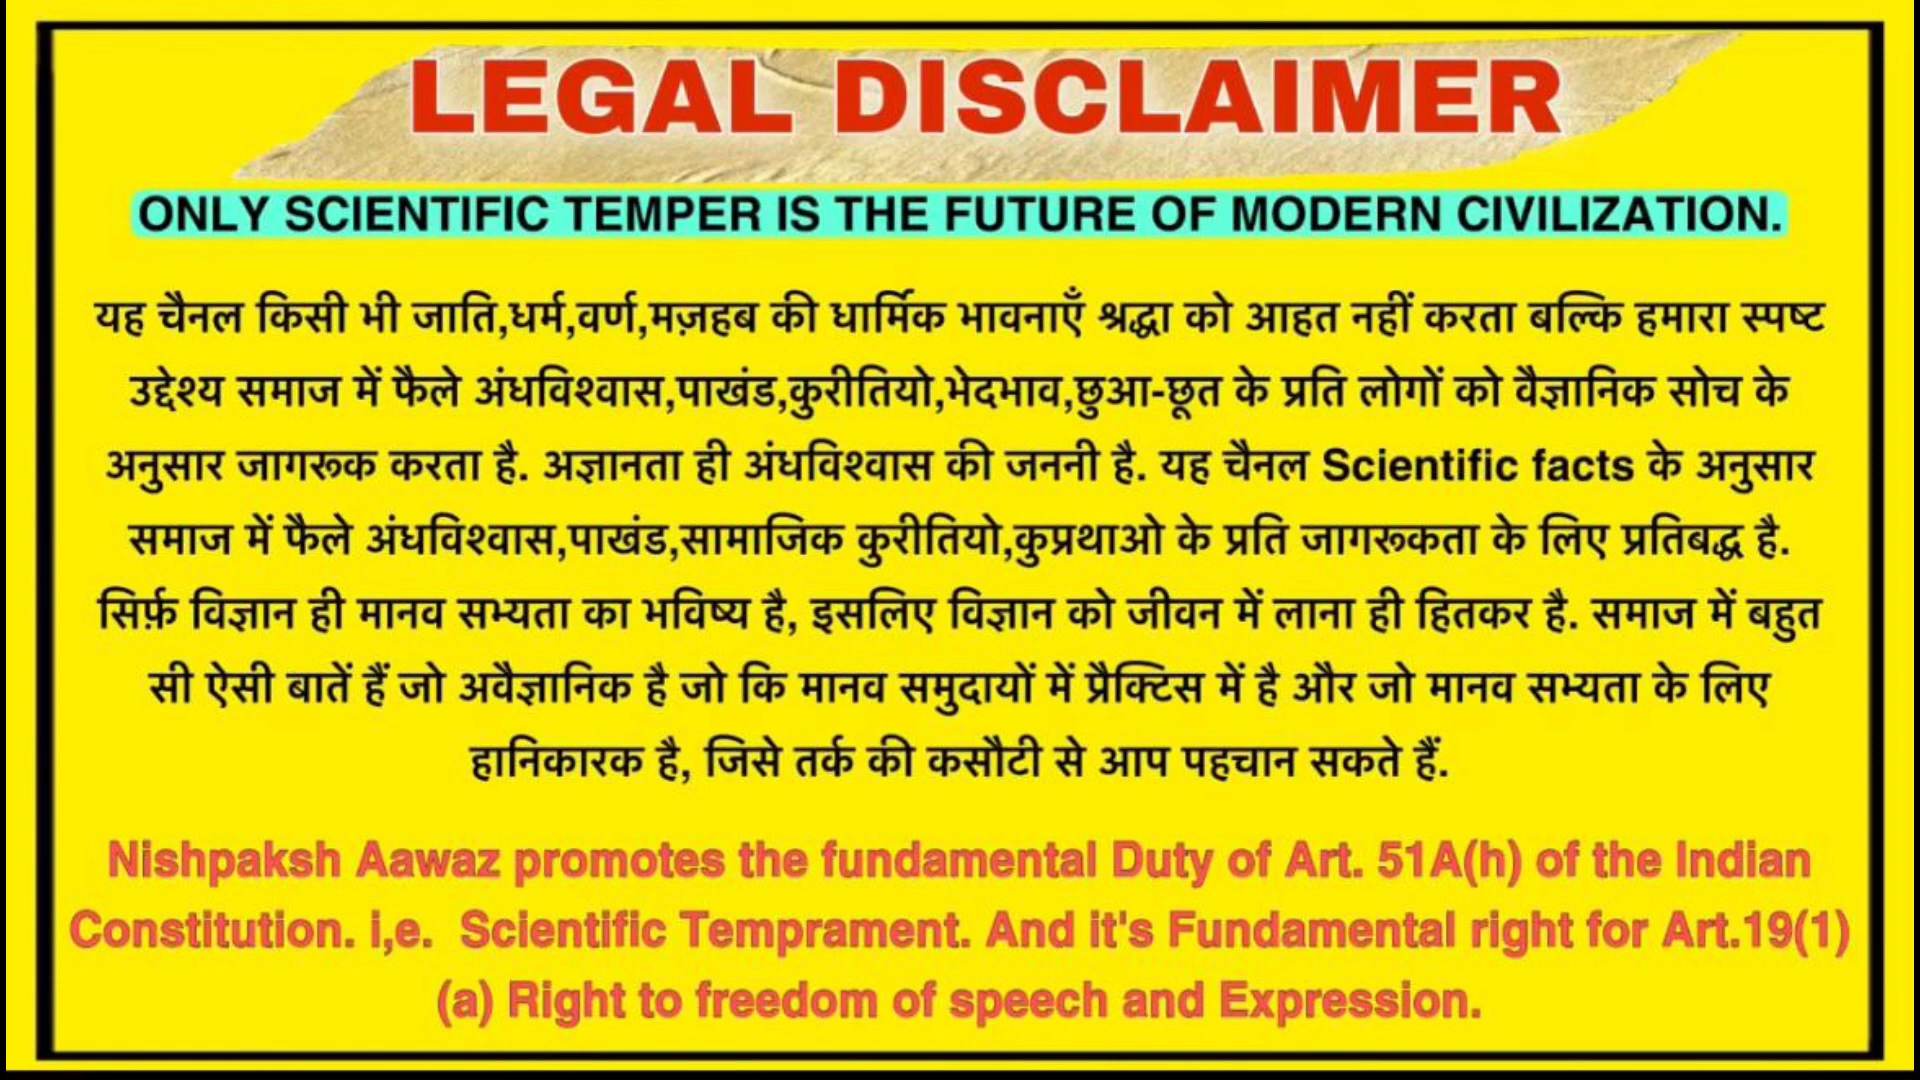 LEGAL DISCLAIMER
ONLY SCIENTIFIC TEMPER IS THE FUTURE OF MODERN CIVILIZATION.
यह चैनल किसी भी जाति,धर्म,वर्ण,मज़हब की धार्मिक भावनाएँ श्रद्धा को आहत नहीं करता बल्कि हमारा स्पष्ट
उद्देश्य समाज में फैले अंधविश्वास,पाखंड,कुरीतियो,भेदभाव,छुआ-छूत के प्रति लोगों को वैज्ञानिक सोच के
अनुसार जागरूक करता है. अज्ञानता ही अंधविश्वास की जननी है. यह चैनल Scientific facts के अनुसार
समाज में फैले अंधविश्वास,पाखंड,सामाजिक कुरीतियो,कुप्रथाओ के प्रति जागरूकता के लिए प्रतिबद्ध है.
सिर्फ़ विज्ञान ही मानव सभ्यता का भविष्य है, इसलिए विज्ञान को जीवन में लाना ही हितकर है. समाज में बहुत
सी ऐसी बातें हैं जो अवैज्ञानिक है जो कि मानव समुदायों में प्रैक्टिस में है और जो मानव सभ्यता के लिए
हानिकारक है, जिसे तर्क की कसौटी से आप पहचान सकते हैं.
Nishpaksh Aawaz promotes the fundamental Duty of Art. 51A(h) of the Indian
Constitution. i,e. Scientific Temprament. And it's Fundamental right for Art.19(1)
(a) Right to freedom of speech and Expression.